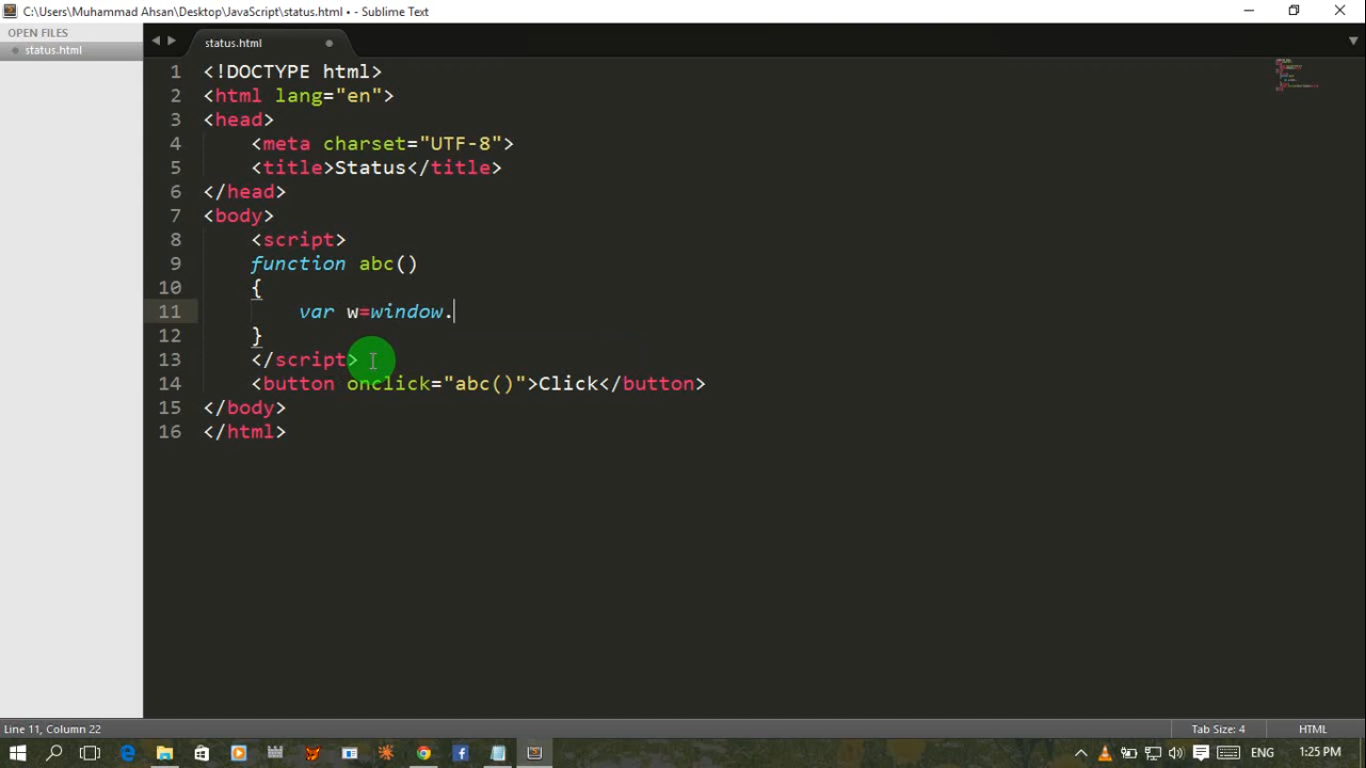 C:\Users\Muhammad Ahsan\Desktop\JavaScript\status.html • - Sublime Text
OPEN FILES
status.html
status.html
1 <!DOCTYPE html>
2 <html lang="en">
3 <head>
4 <meta charset="UTF-8">
5 <title>Status</title>
6 </head>
7 <body>
8 <script>
9 function abc()
10 {
11 var w=window.
12 }
13 </script>
14 <button onclick="abc()">Click</button>
15 </body>
16 </html>
Line 11, Column 22
Tab Size: 4
HTML
ENG
1:25 PM